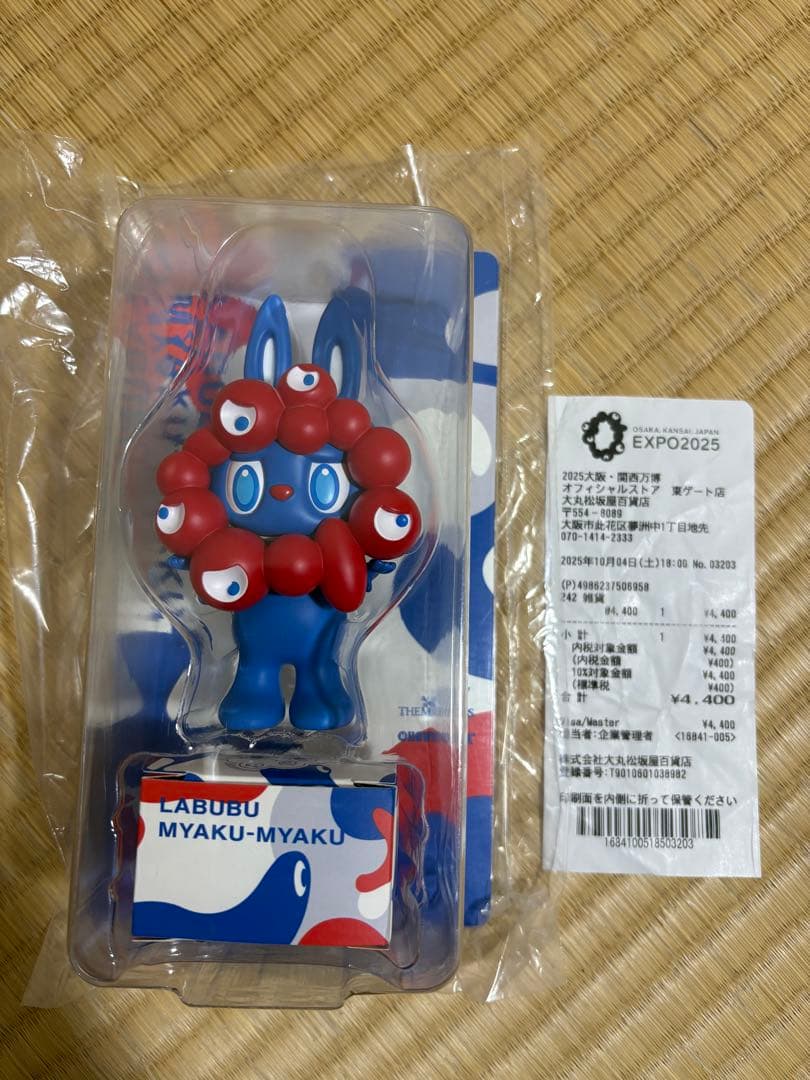 LABUBU
MYAKU-MYAKU
OSAKA, KANSAI, JAPAN
EXPO2025
2025大阪・関西万博
オフィシャルストア 東ゲート店
大丸松坂屋百貨店
〒554-8089
大阪市此花区夢洲中1丁目地先
070-1414-2333
2025年10月04日(土)18:00 No.03203
(P)4986237506958
242 雑貨
@4,400 1 ¥4,400
小 計 1 ¥4,400
内税対象金額 ¥4,400
(内税金額 ¥400)
10%対象金額 ¥4,400
(標準税 ¥400)
合 計 ¥4,400
Visa/Master ¥4,400
担当者:企業管理者 <16841-005>
株式会社大丸松坂屋百貨店
登録番号:T9010601038982
印刷面を内側に折って保管ください
1684100518503203